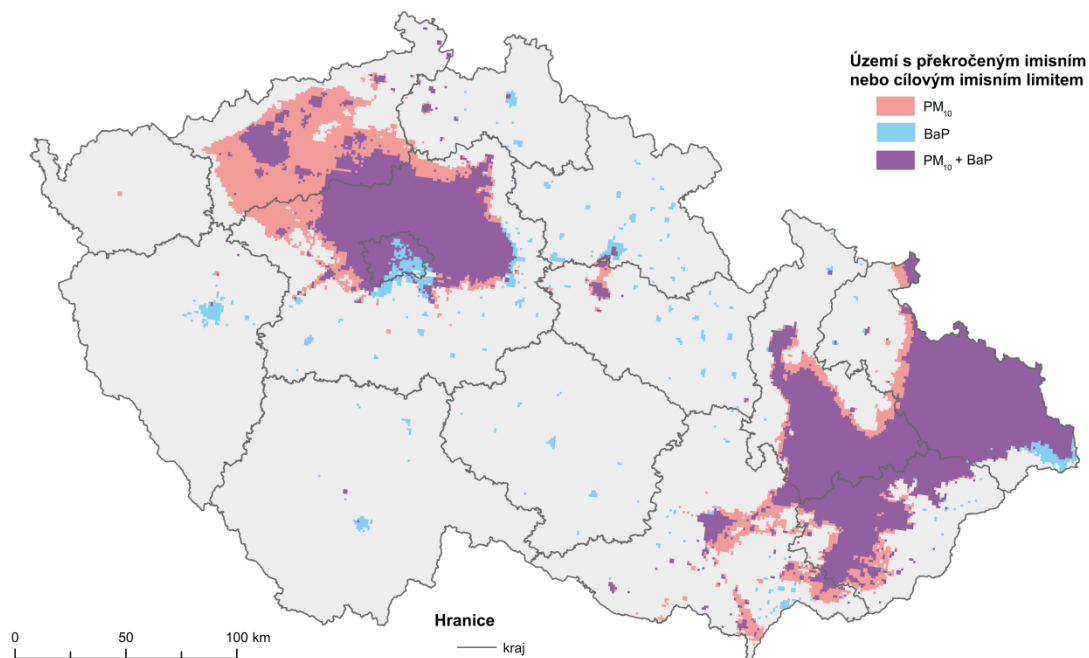 Území s překročeným imisním
nebo cílovým imisním limitem
PM₁₀
BaP
PM₁₀ + BaP
Hranice
kraj
0 50 100 km